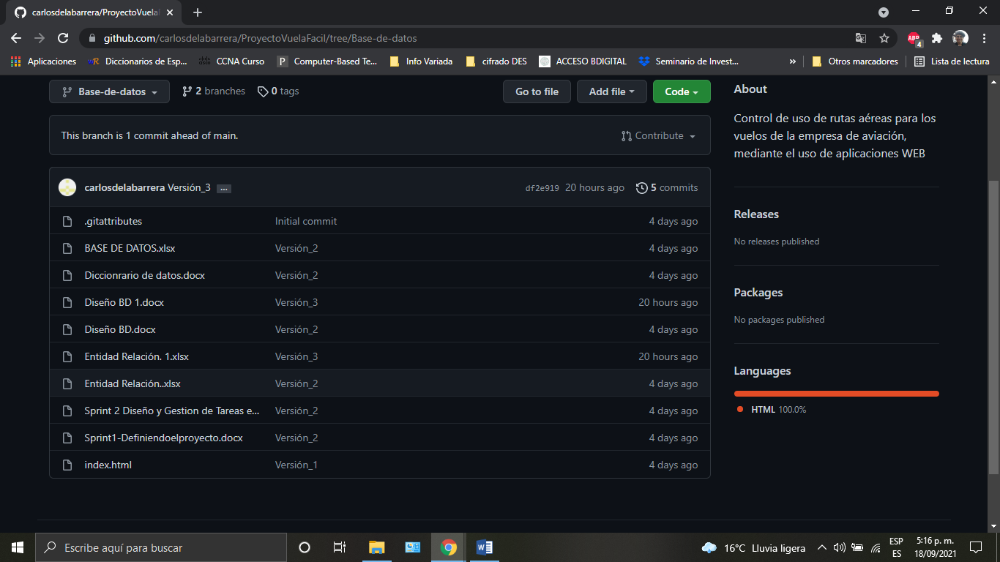 carlosdelabarrera/ProyectoVuela
github.com/carlosdelabarrera/ProyectoVuelaFacil/tree/Base-de-datos
ABP
4
Aplicaciones
Diccionarios de Esp...
CCNA Curso
Computer-Based Te...
Info Variada
cifrado DES
ACCESO BDIGITAL
Seminario de Invest...
»
Otros marcadores
Lista de lectura
Base-de-datos
2 branches
0 tags
Go to file
Add file
Code
This branch is 1 commit ahead of main.
Contribute
carlosdelabarrera Versión_3 ...
df2e919 20 hours ago
5 commits
.gitattributes Initial commit 4 days ago
BASE DE DATOS.xlsx Versión_2 4 days ago
Diccionrario de datos.docx Versión_2 4 days ago
Diseño BD 1.docx Versión_3 20 hours ago
Diseño BD.docx Versión_2 4 days ago
Entidad Relación. 1.xlsx Versión_3 20 hours ago
Entidad Relación..xlsx Versión_2 4 days ago
Sprint 2 Diseño y Gestion de Tareas e... Versión_2 4 days ago
Sprint1-Definiendoelproyecto.docx Versión_2 4 days ago
index.html Versión_1 4 days ago
About
Control de uso de rutas aéreas para los
vuelos de la empresa de aviación,
mediante el uso de aplicaciones WEB
Releases
No releases published
Packages
No packages published
Languages
HTML 100.0%
Escribe aquí para buscar
16°C Lluvia ligera
ESP
ES
5:16 p. m.
18/09/2021